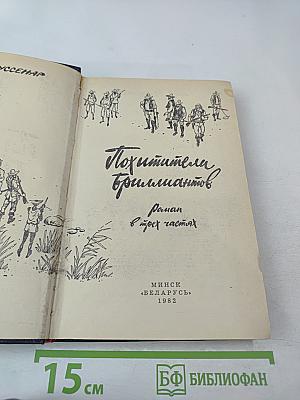 УССЕНАР
Похитители
Бриллиантов
Роман
в трех частях
МИНСК
«БЕЛАРУСЬ»
1982
15 см
БФ БИБЛИОФАН